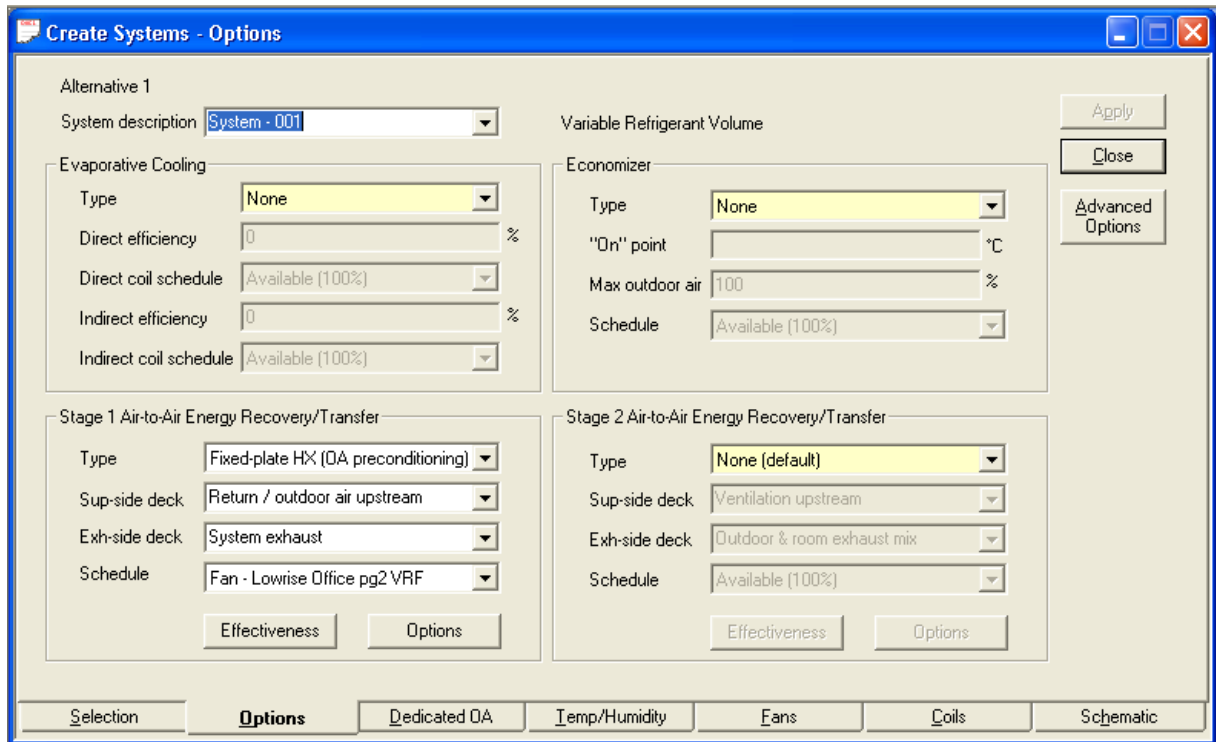 Create Systems - Options
Alternative 1
System description System - 001
Variable Refrigerant Volume
Apply
Close
Advanced Options
Evaporative Cooling
Type None
Direct efficiency 0 %
Direct coil schedule Available (100%)
Indirect efficiency 0 %
Indirect coil schedule Available (100%)
Economizer
Type None
"On" point °C
Max outdoor air 100 %
Schedule Available (100%)
Stage 1 Air-to-Air Energy Recovery/Transfer
Type Fixed-plate HX (OA preconditioning)
Sup-side deck Return / outdoor air upstream
Exh-side deck System exhaust
Schedule Fan - Lowrise Office pg2 VRF
Effectiveness Options
Stage 2 Air-to-Air Energy Recovery/Transfer
Type None (default)
Sup-side deck Ventilation upstream
Exh-side deck Outdoor & room exhaust mix
Schedule Available (100%)
Effectiveness Options
Selection Options Dedicated OA Temp/Humidity Fans Coils Schematic